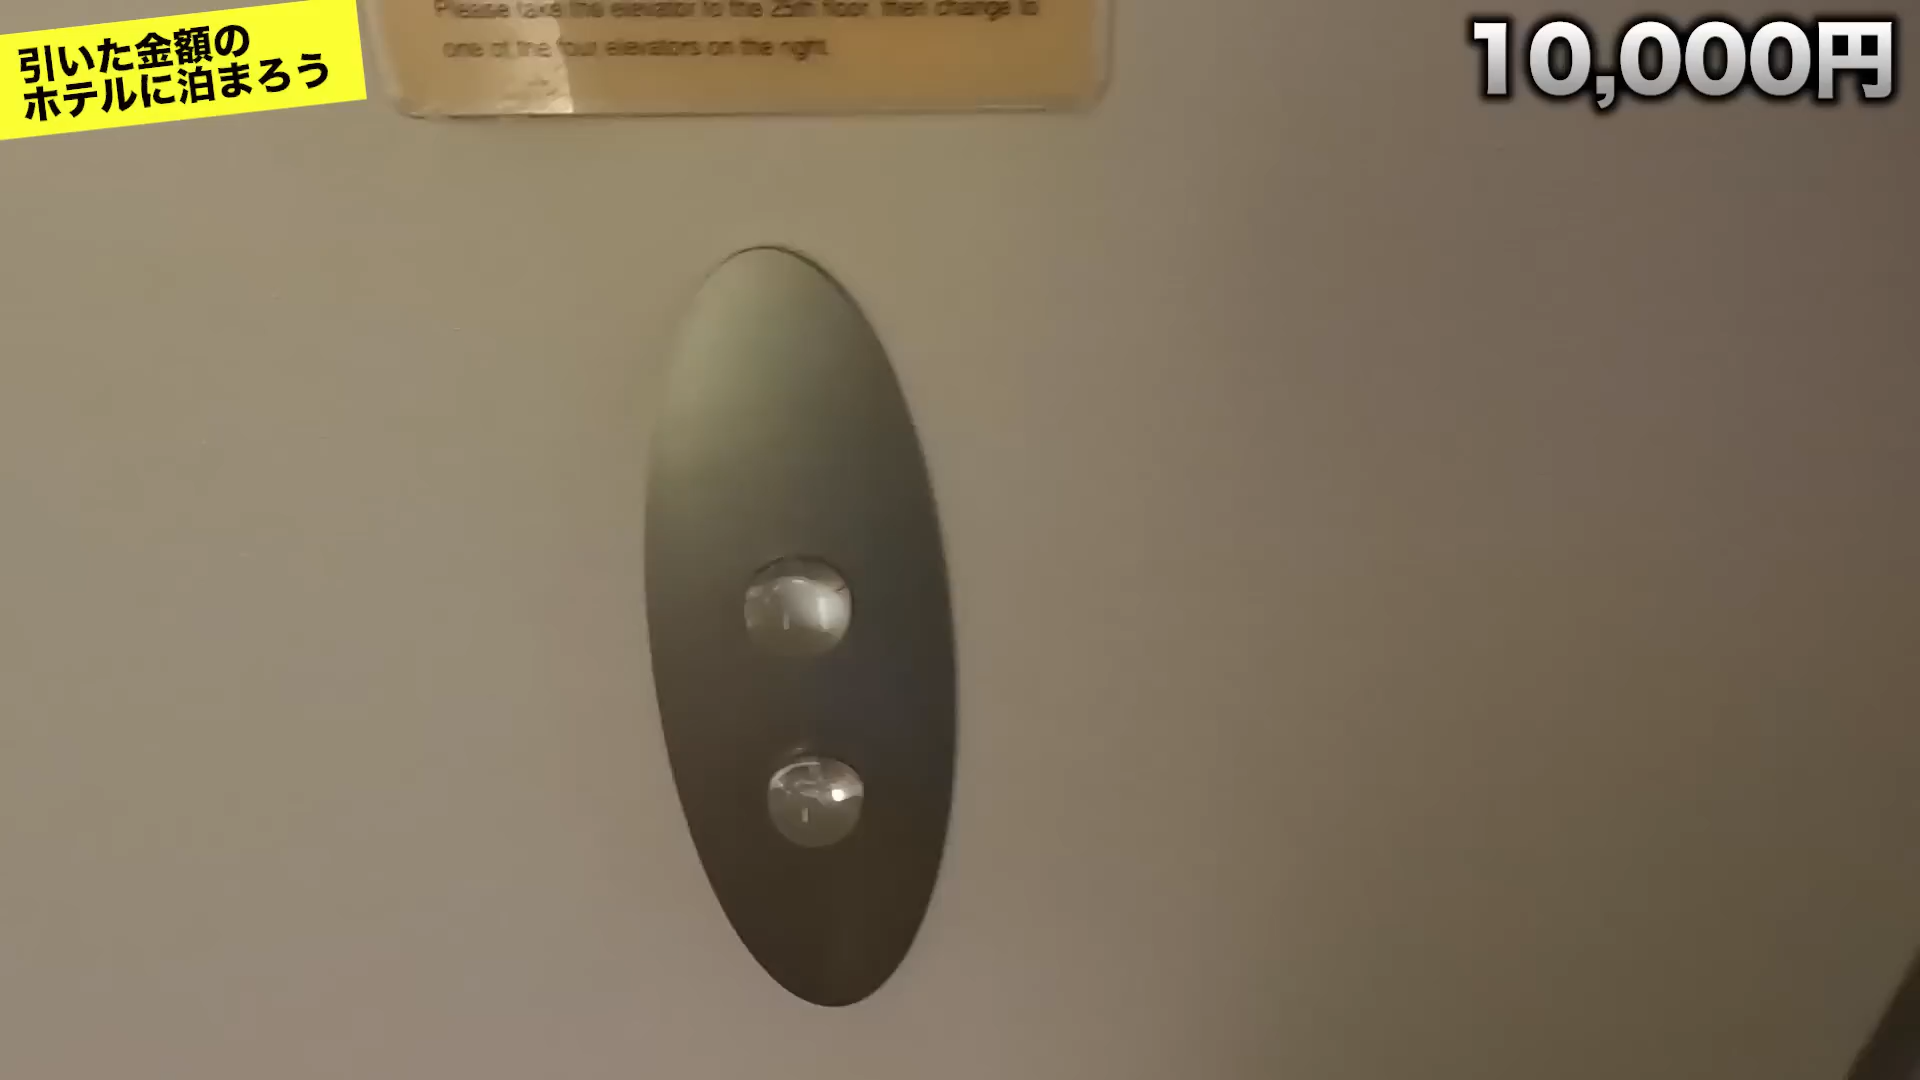 引いた金額の
ホテルに泊まろう
10,000円
Please take the elevator to the 25th floor, then change to
one of the four elevators on the right.